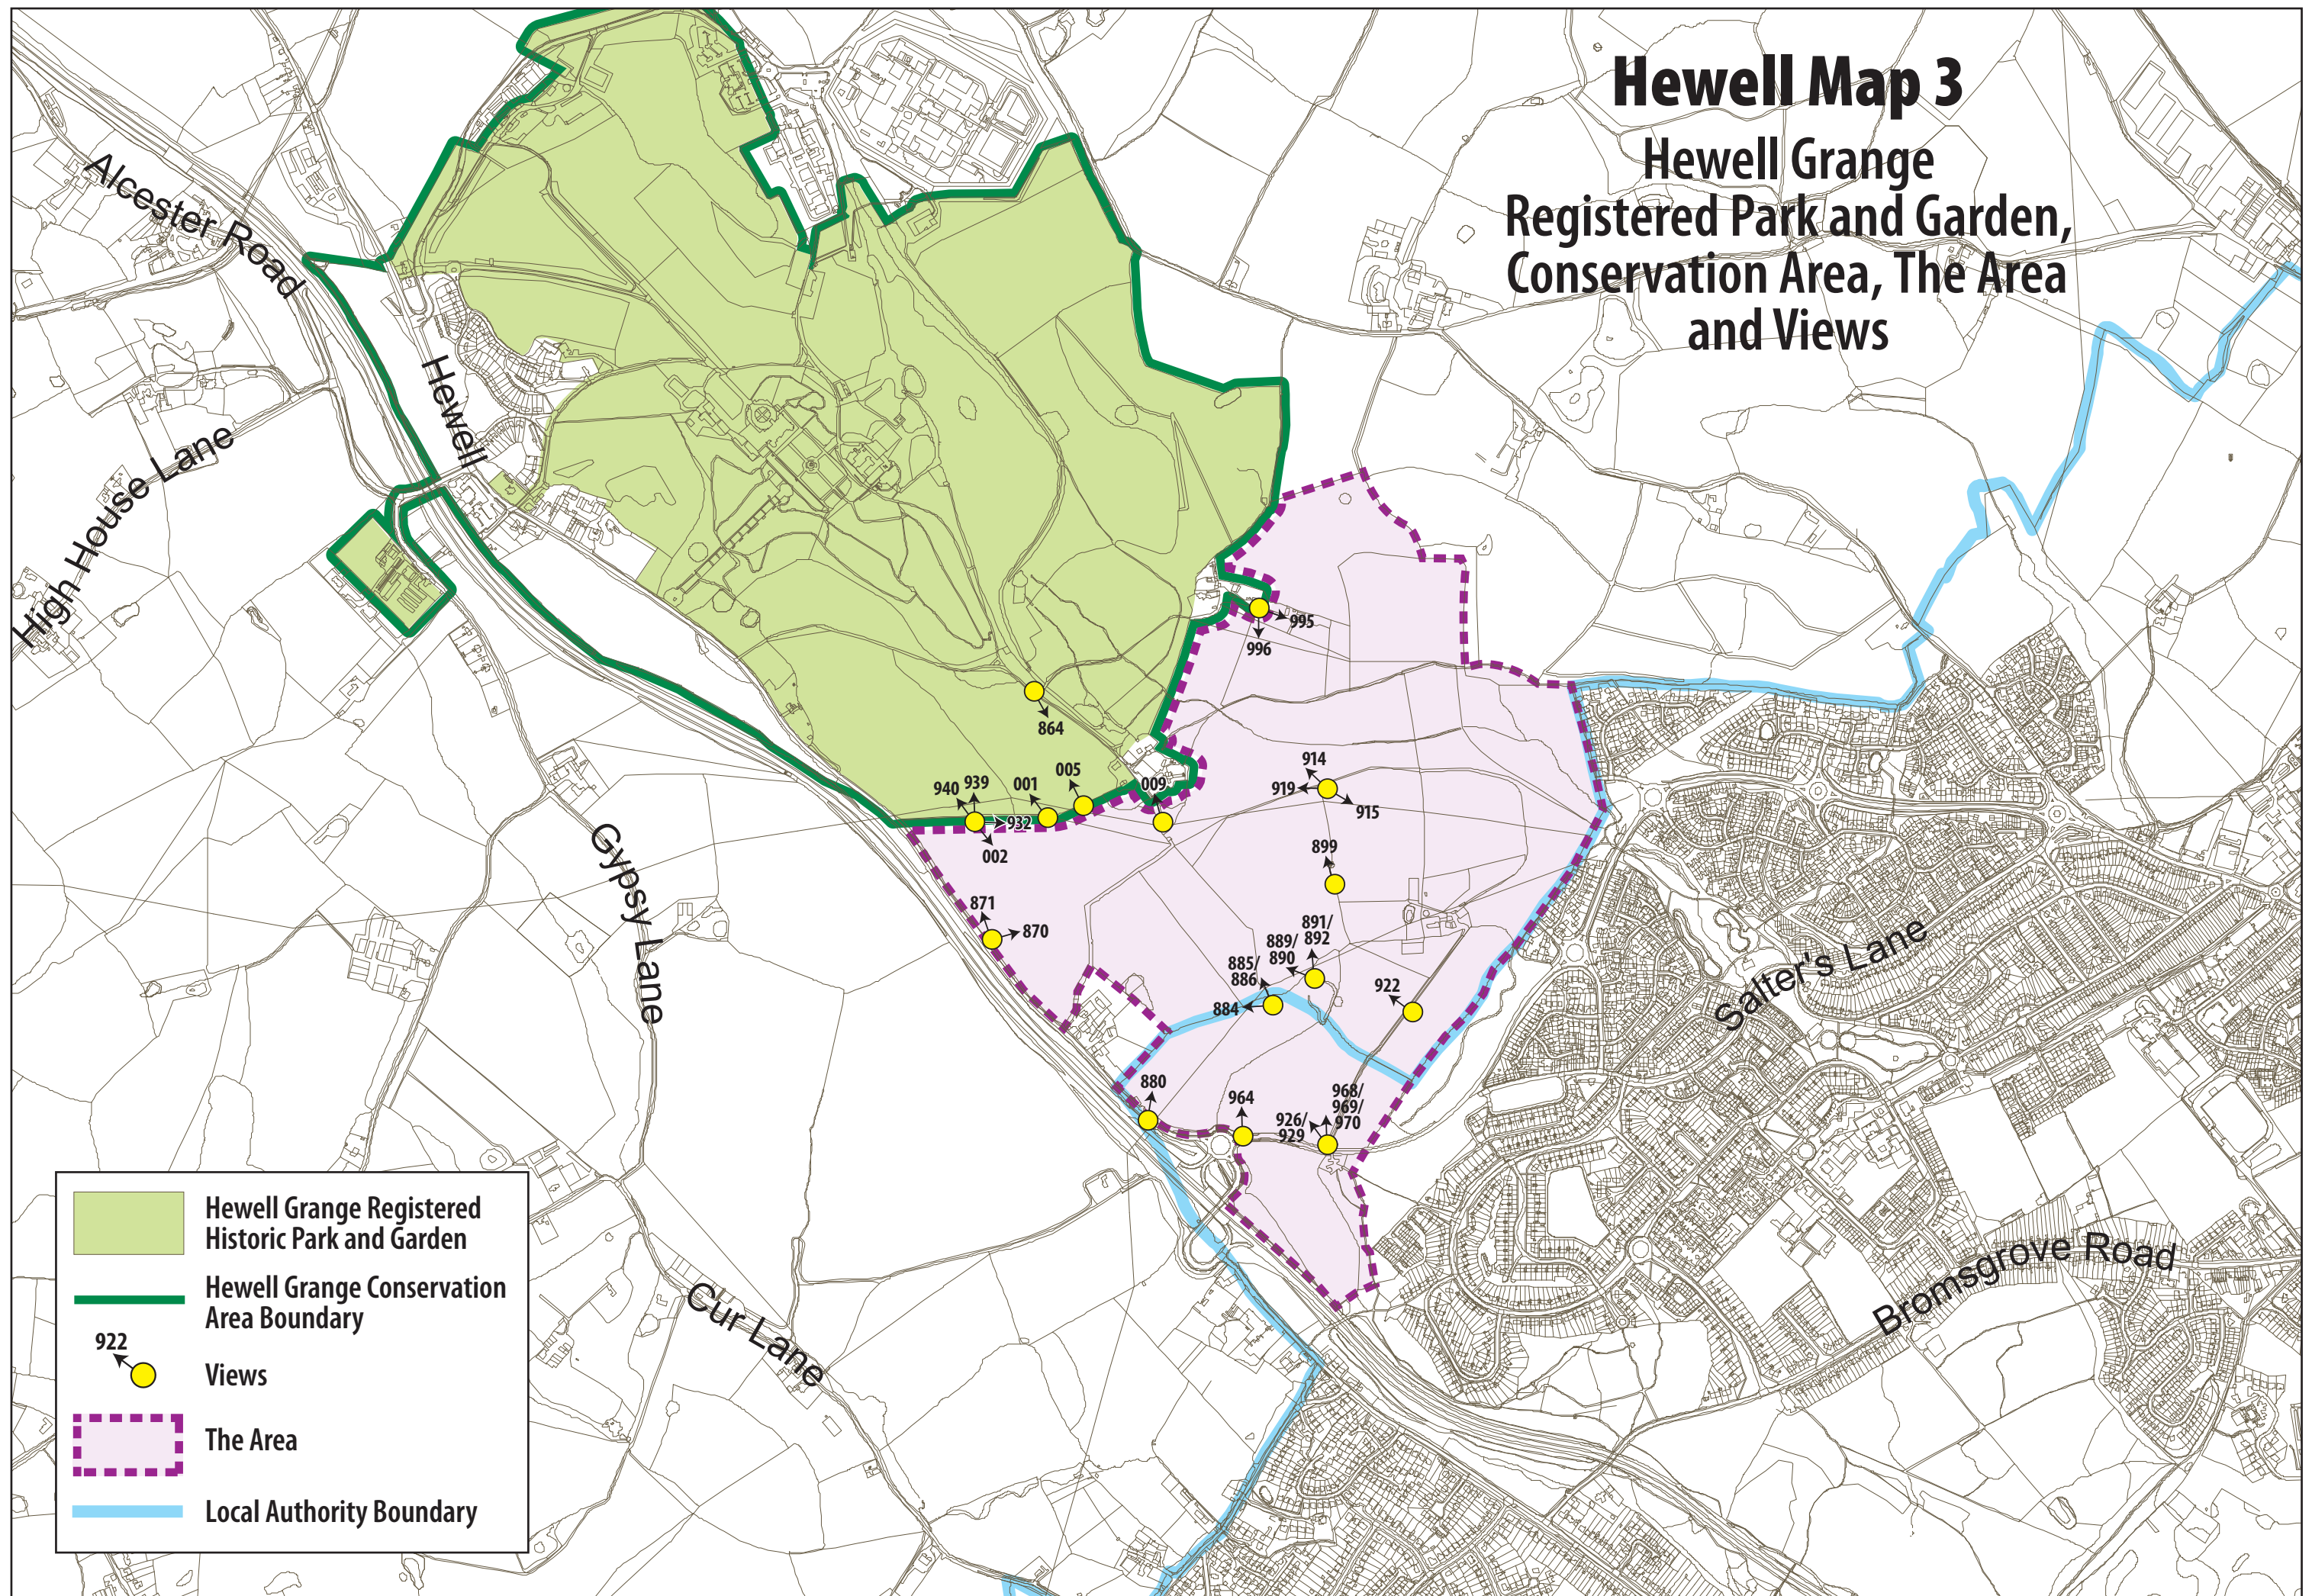 Hewell Map 3
Hewell Grange
Registered Park and Garden,
Conservation Area, The Area
and Views
Alcester Road
Hewell
High House Lane
995
996
864
005
001
939
940
009
932
002
914
919
915
899
871
870
891/
892
889/
890
885/
886
884
922
880
964
968/
969/
970
926/
929
Gypsy Lane
Salter's Lane
Bromsgrove Road
Cur Lane
Hewell Grange Registered
Historic Park and Garden
Hewell Grange Conservation
Area Boundary
922
Views
The Area
Local Authority Boundary